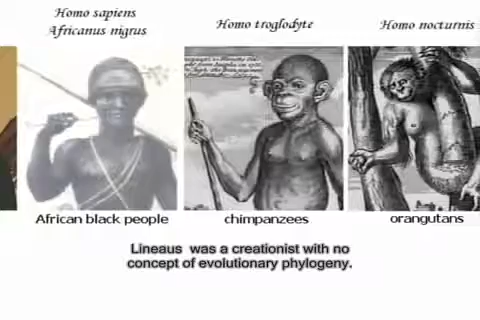 Homo sapiens
Africanus nigrus
Homo troglodyte
Homo nocturnis
African black people
chimpanzees
orangutans
Lineaus was a creationist with no
concept of evolutionary phylogeny.